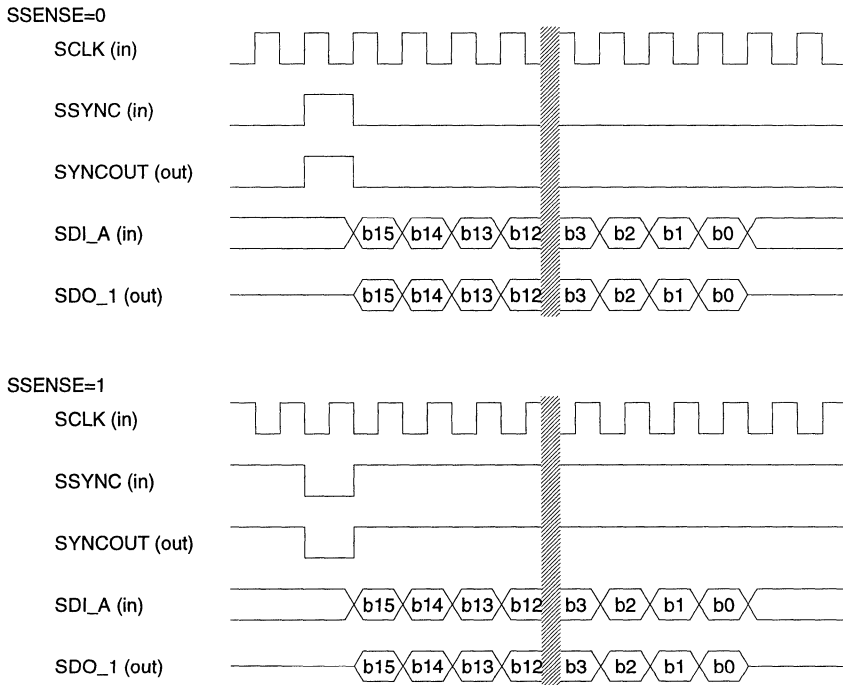 SSENSE=0
SCLK (in)
SSYNC (in)
SYNCOUT (out)
SDI_A (in) b15 b14 b13 b12 b3 b2 b1 b0
SDO_1 (out) b15 b14 b13 b12 b3 b2 b1 b0
SSENSE=1
SCLK (in)
SSYNC (in)
SYNCOUT (out)
SDI_A (in) b15 b14 b13 b12 b3 b2 b1 b0
SDO_1 (out) b15 b14 b13 b12 b3 b2 b1 b0